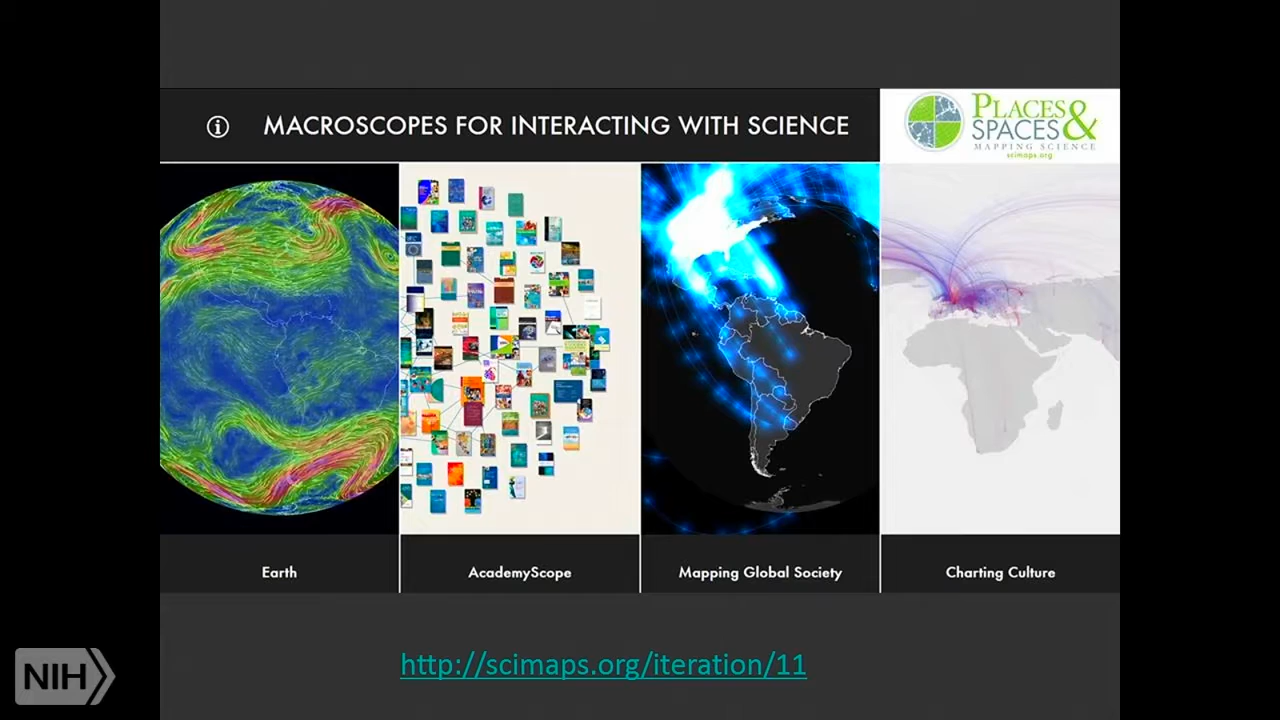 MACROSCOPES FOR INTERACTING WITH SCIENCE
PLACES &
SPACES
MAPPING SCIENCE
scimaps.org
Earth
AcademyScope
Mapping Global Society
Charting Culture
http://scimaps.org/iteration/11
NIH